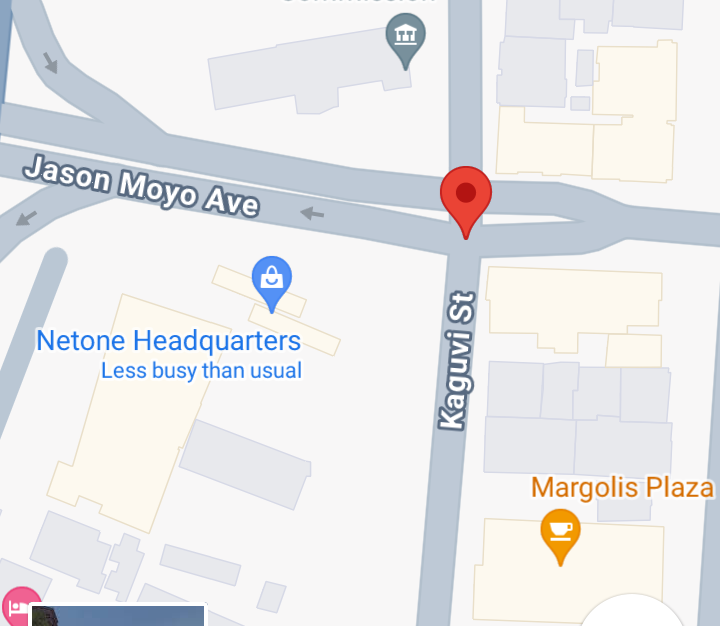 Jason Moyo Ave
Netone Headquarters
Less busy than usual
Kaguvi St
Margolis Plaza